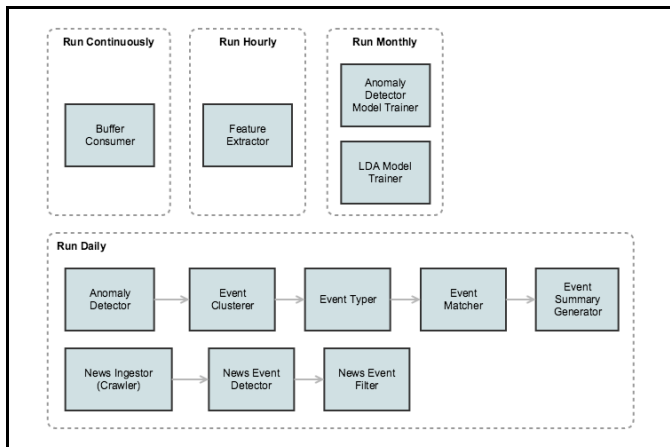 Run Continuously
Buffer
Consumer
Run Hourly
Feature
Extractor
Run Monthly
Anomaly
Detector
Model Trainer
LDA Model
Trainer
Run Daily
Anomaly
Detector
Event
Clusterer
Event Typer
Event
Matcher
Event
Summary
Generator
News Ingestor
(Crawler)
News Event
Detector
News Event
Filter